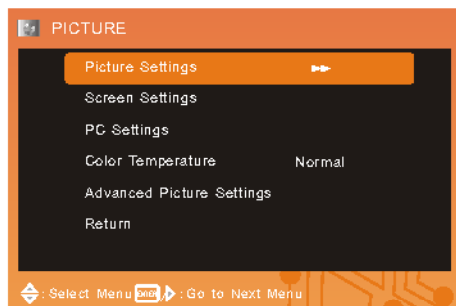 PICTURE
Picture Settings
Screen Settings
PC Settings
Color Temperature Normal
Advanced Picture Settings
Return
: Select Menu / : Go to Next Menu